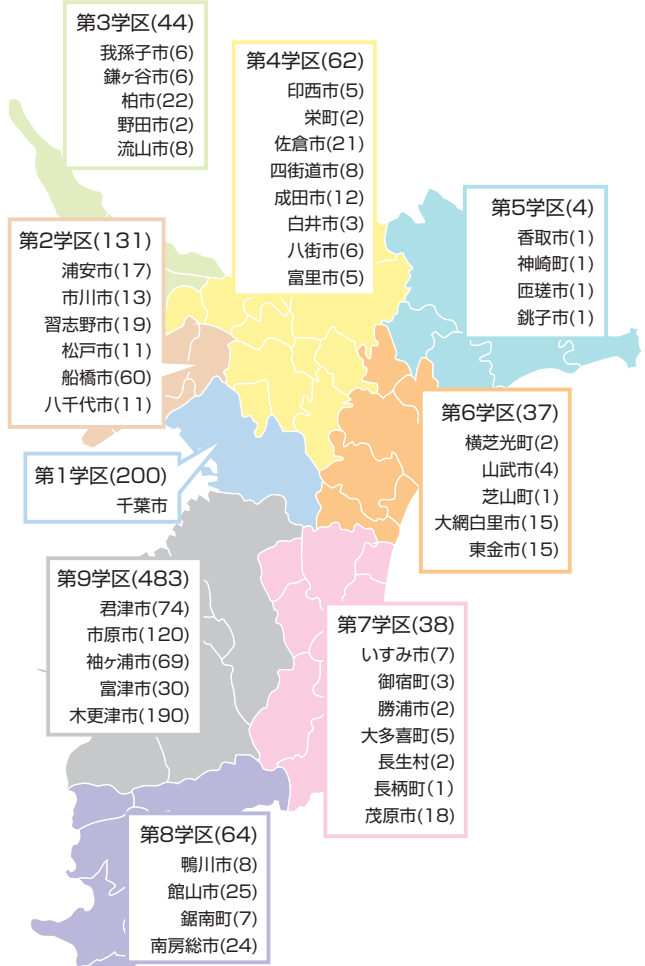 第3学区(44)
我孫子市(6)
鎌ヶ谷市(6)
柏市(22)
野田市(2)
流山市(8)
第4学区(62)
印西市(5)
栄町(2)
佐倉市(21)
四街道市(8)
成田市(12)
白井市(3)
八街市(6)
富里市(5)
第5学区(4)
香取市(1)
神崎町(1)
匝瑳市(1)
銚子市(1)
第2学区(131)
浦安市(17)
市川市(13)
習志野市(19)
松戸市(11)
船橋市(60)
八千代市(11)
第6学区(37)
横芝光町(2)
山武市(4)
芝山町(1)
大網白里市(15)
東金市(15)
第1学区(200)
千葉市
第9学区(483)
君津市(74)
市原市(120)
袖ヶ浦市(69)
富津市(30)
木更津市(190)
第7学区(38)
いすみ市(7)
御宿町(3)
勝浦市(2)
大多喜町(5)
長生村(2)
長柄町(1)
茂原市(18)
第8学区(64)
鴨川市(8)
館山市(25)
鋸南町(7)
南房総市(24)